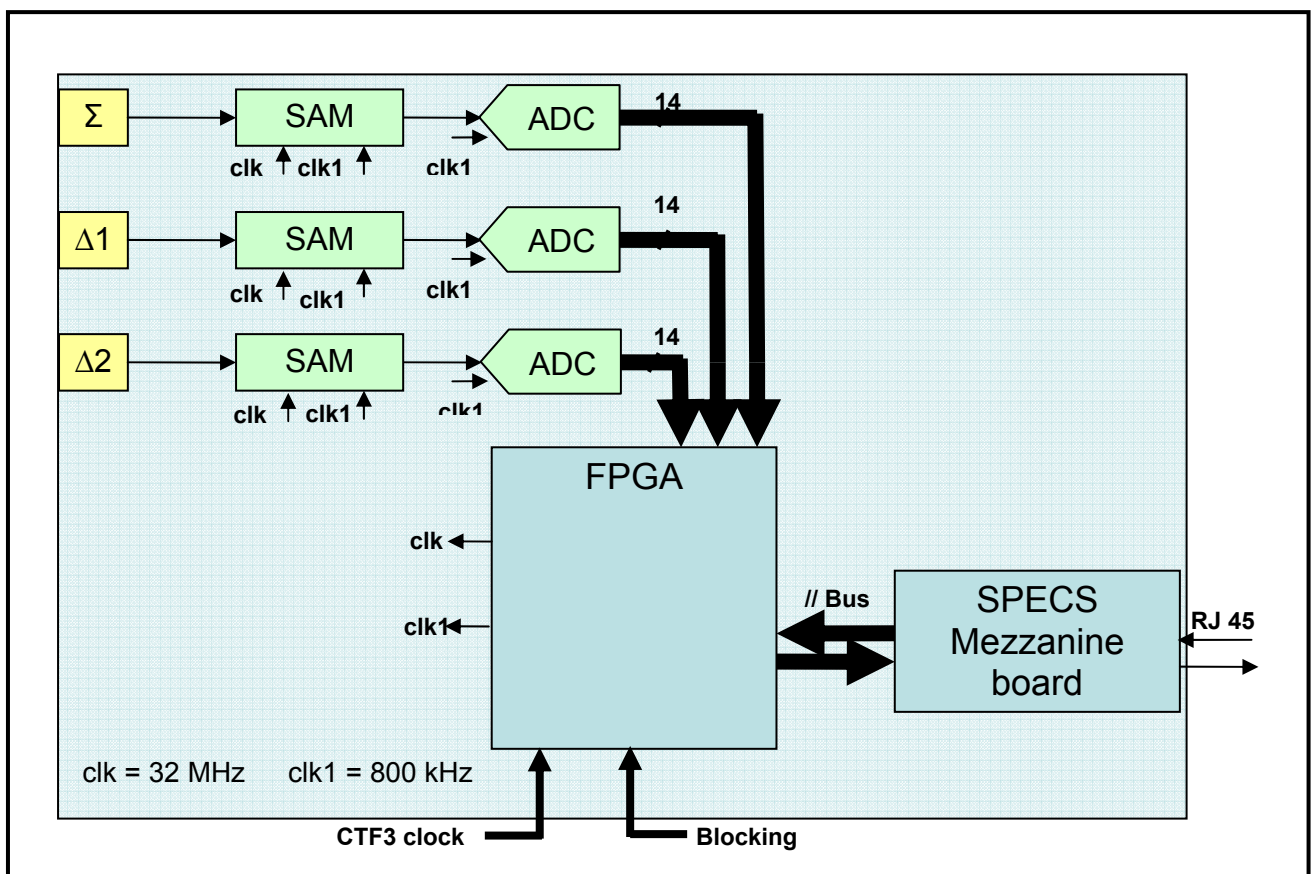 Σ SAM ADC 14
clk clk1 clk1
14
Δ1 SAM ADC
clk clk1 clk1
14
Δ2 SAM ADC
clk clk1 clk1
FPGA
clk
// Bus
clk1
SPECS
Mezzanine
board
RJ 45
clk = 32 MHz clk1 = 800 kHz
CTF3 clock Blocking